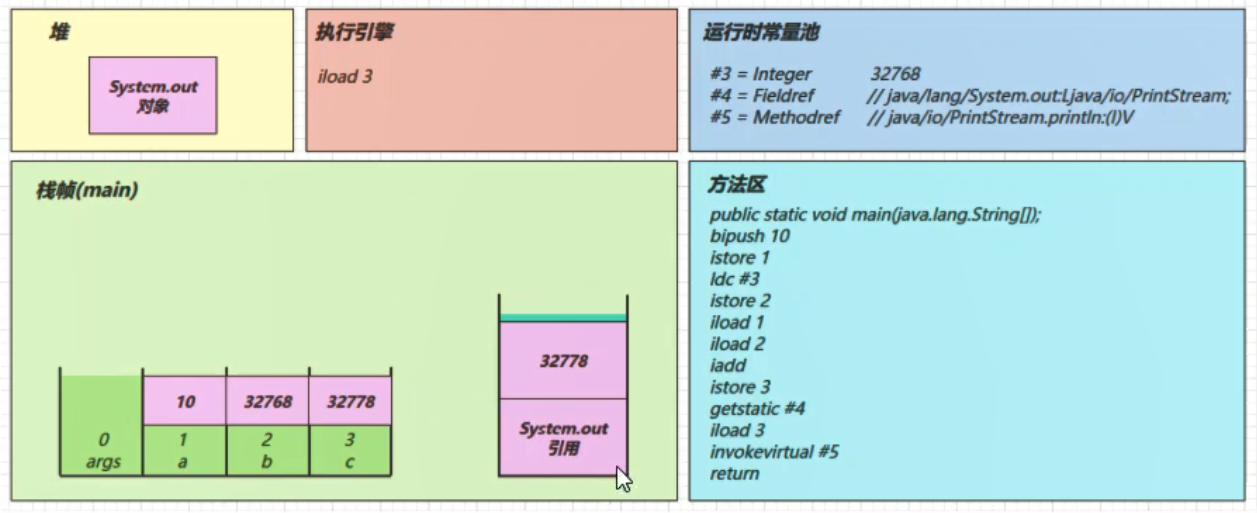 堆
System.out
对象
执行引擎
iload 3
运行时常量池
#3 = Integer 32768
#4 = Fieldref // java/lang/System.out:Ljava/io/PrintStream;
#5 = Methodref // java/io/PrintStream.println:(I)V
栈帧(main)
10 32768 32778
0 1 2 3
args a b c
32778
System.out
引用
方法区
public static void main(java.lang.String[]);
bipush 10
istore 1
ldc #3
istore 2
iload 1
iload 2
iadd
istore 3
getstatic #4
iload 3
invokevirtual #5
return